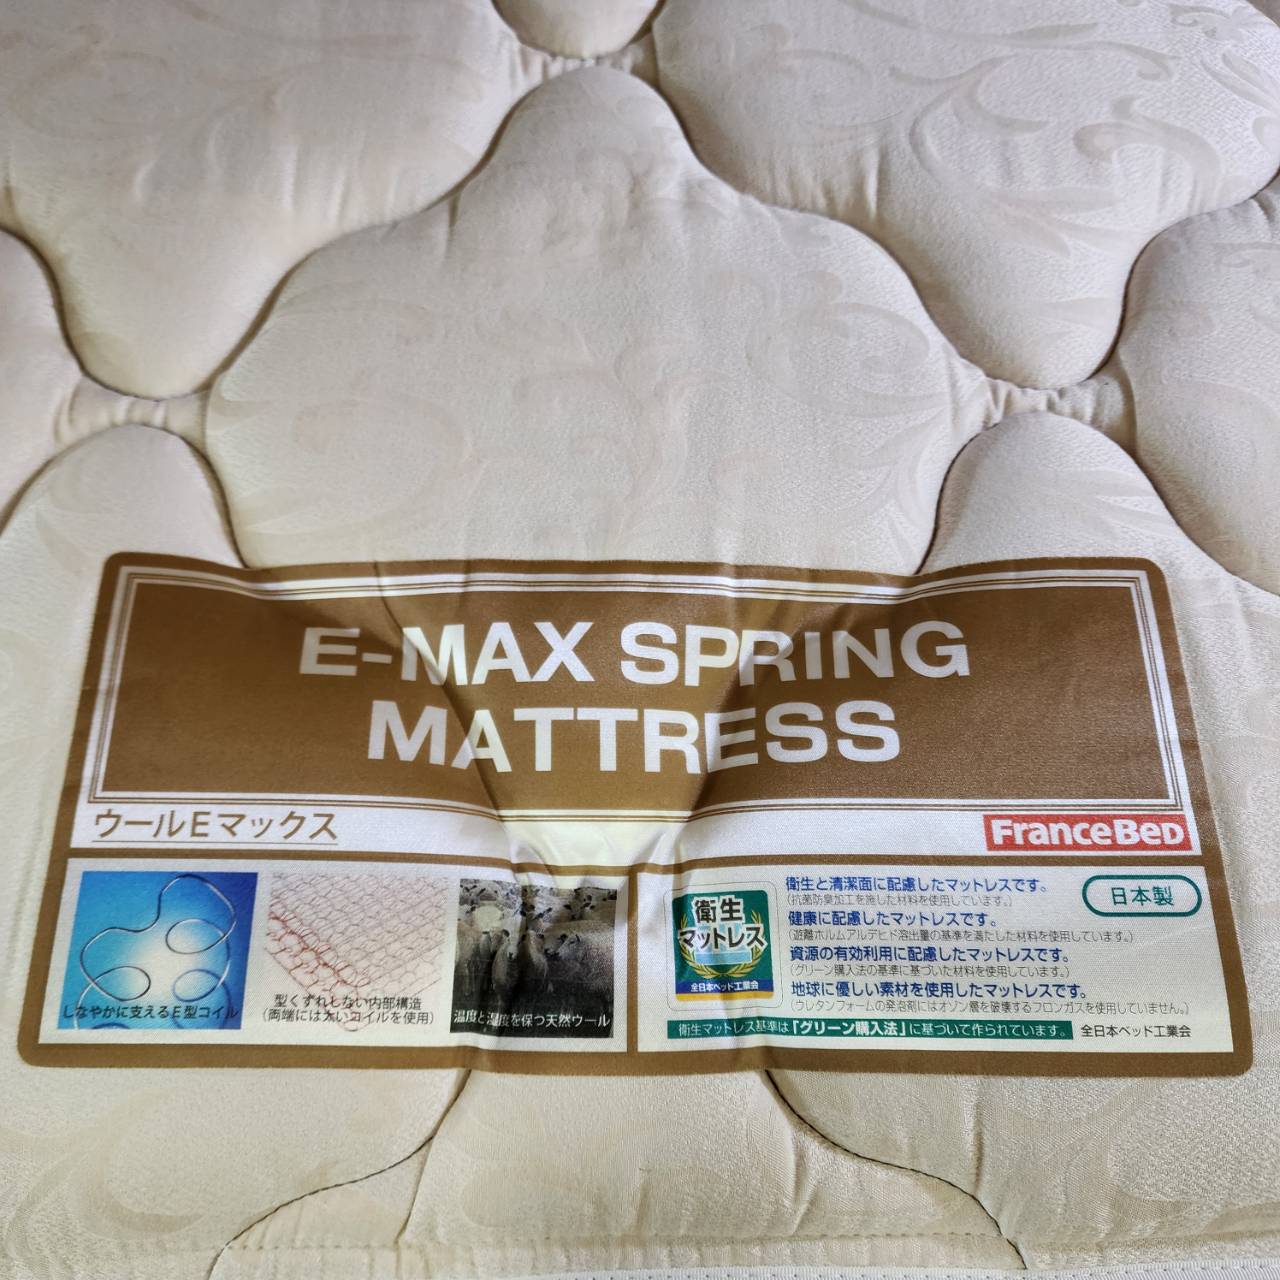 E-MAX SPRING
MATTRESS
ウールEマックス
FRANCEBED
しなやかに支えるE型コイル
型くずれしない内部構造
(両端には太いコイルを使用)
温度と湿度を保つ天然ウール
衛生
マットレス
全日本ベッド工業会
衛生と清潔面に配慮したマットレスです。
(抗菌防臭加工を施した材料を使用しています。)
日本製
健康に配慮したマットレスです。
(遊離ホルムアルデヒド溶出量の基準を満たした材料を使用しています。)
資源の有効利用に配慮したマットレスです。
(グリーン購入法の基準に基づいた材料を使用しています。)
地球に優しい素材を使用したマットレスです。
(ウレタンフォームの発泡剤にはオゾン層を破壊するフロンガスを使用していません。)
衛生マットレス基準は「グリーン購入法」に基づいて作られています。 全日本ベッド工業会